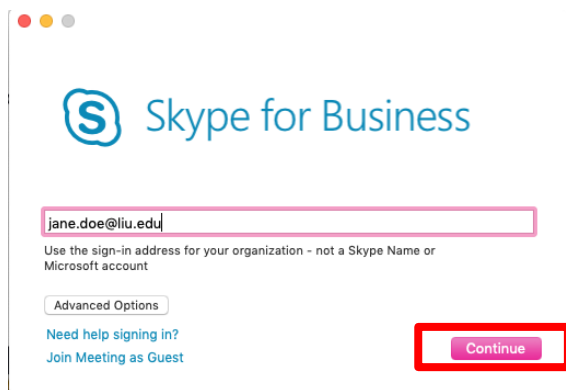 Skype for Business
jane.doe@liu.edu
Use the sign-in address for your organization - not a Skype Name or
Microsoft account
Advanced Options
Need help signing in?
Join Meeting as Guest
Continue